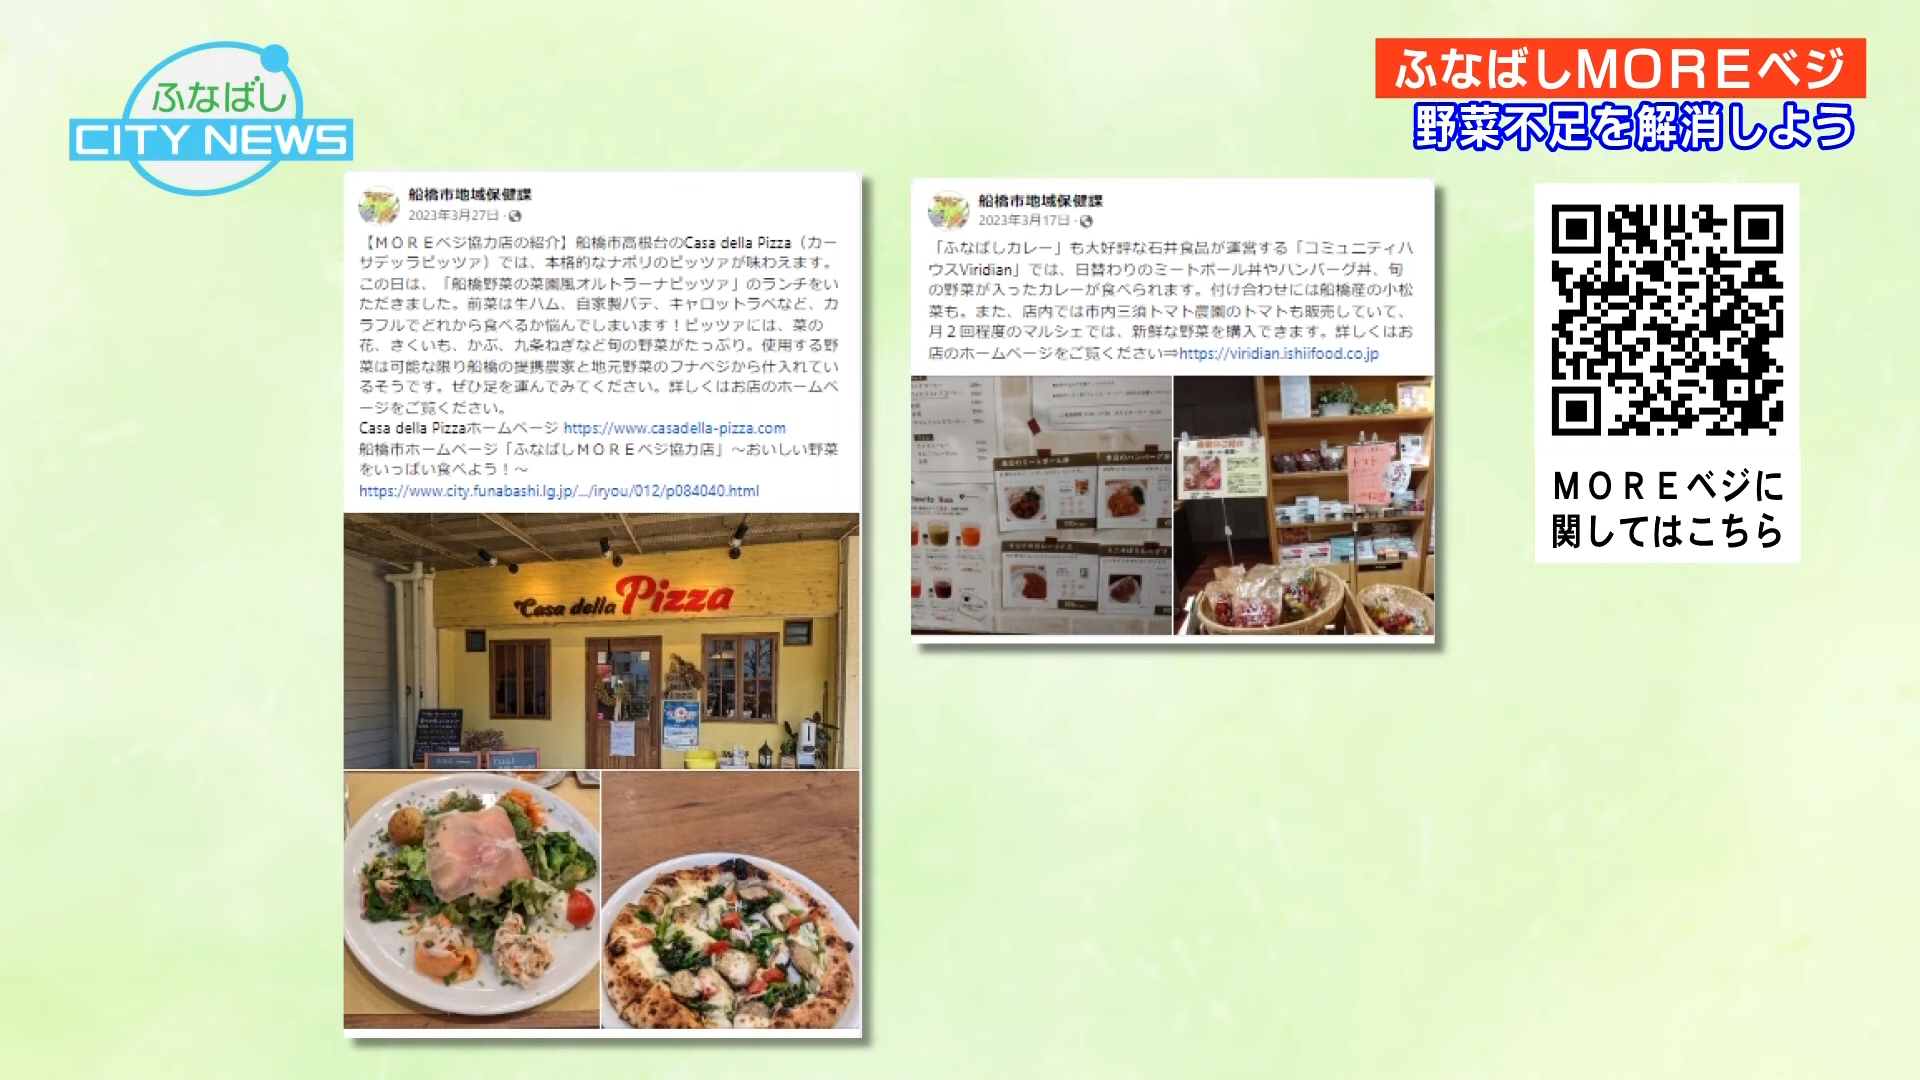 ふなばし
CITY NEWS
ふなばしMOREベジ
野菜不足を解消しよう
船橋市地域保健課
2023年3月27日
【MOREベジ協力店の紹介】船橋市高根台のCasa della Pizza（カー
サデッラピッツァ）では、本格的なナポリのピッツァが味わえます。
この日は、「船橋野菜の菜園風オルトラーナピッツァ」のランチをい
ただきました。前菜は生ハム、自家製パテ、キャロットラペなど、カ
ラフルでどれから食べるか悩んでしまいます！ピッツァには、菜の
花、きくいも、かぶ、九条ねぎなど旬の野菜がたっぷり。使用する野
菜は可能な限り船橋の提携農家と地元野菜のフナベジから仕入れてい
るそうです。ぜひ足を運んでみてください。詳しくはお店のホームペ
ージをご覧ください。
Casa della Pizzaホームページ https://www.casadella-pizza.com
船橋市ホームページ「ふなばしMOREベジ協力店」～おいしい野菜
をいっぱい食べよう！～
https://www.city.funabashi.lg.jp/.../iryou/012/p084040.html
Casa della Pizza
船橋市地域保健課
2023年3月17日
「ふなばしカレー」も大好評な石井食品が運営する「コミュニティハ
ウスViridian」では、日替わりのミートボール丼やハンバーグ丼、旬
の野菜が入ったカレーが食べられます。付け合わせには船橋産の小松
菜も。また、店内では市内三須トマト農園のトマトも販売していて、
月２回程度のマルシェでは、新鮮な野菜を購入できます。詳しくはお
店のホームページをご覧ください⇒https://viridian.ishiifood.co.jp
MOREベジに
関してはこちら